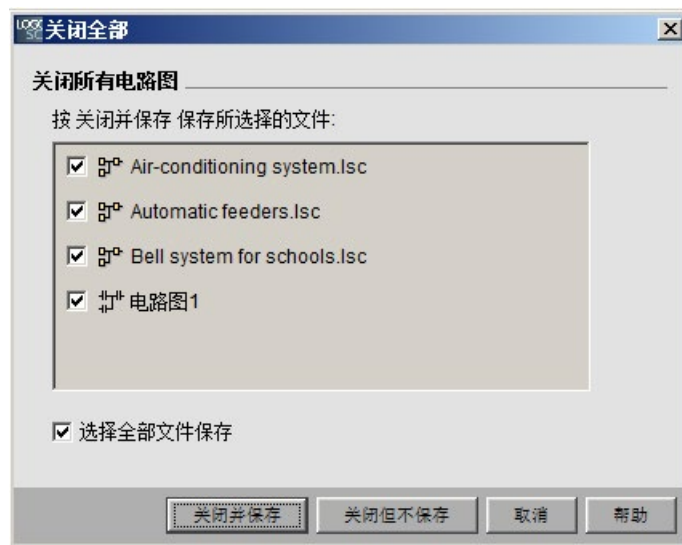 关闭全部
关闭所有电路图
按 关闭并保存 保存所选择的文件:
Air-conditioning system.lsc
Automatic feeders.lsc
Bell system for schools.lsc
电路图1
选择全部文件保存
关闭并保存 关闭但不保存 取消 帮助